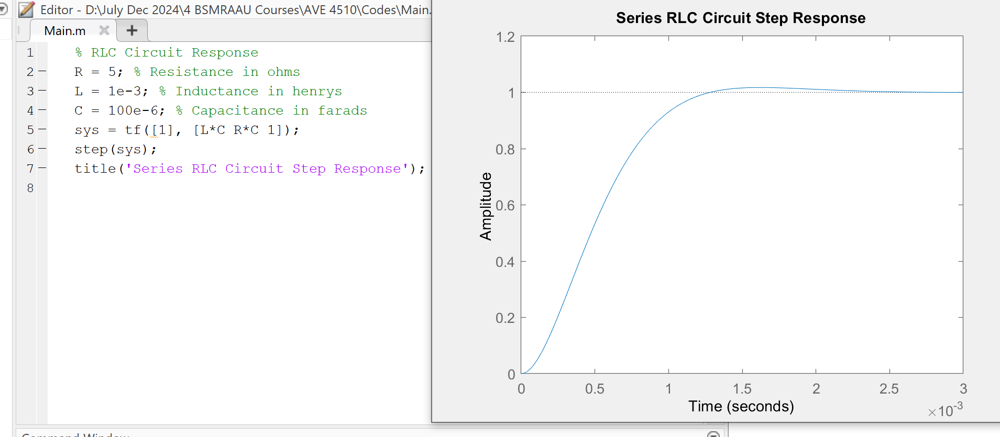 Editor - D:\July Dec 2024\4 BSMRAAU Courses\AVE 4510\Codes\Main.
Main.m
1 % RLC Circuit Response
2 R = 5; % Resistance in ohms
3 L = 1e-3; % Inductance in henrys
4 C = 100e-6; % Capacitance in farads
5 sys = tf([1], [L*C R*C 1]);
6 step(sys);
7 title('Series RLC Circuit Step Response');
8
Command Window
Series RLC Circuit Step Response
1.2
1
0.8
0.6
0.4
0.2
0
Amplitude
0 0.5 1 1.5 2 2.5 3
Time (seconds)
×10⁻³